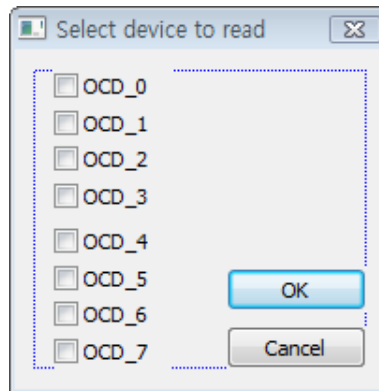 Select device to read
OCD_0
OCD_1
OCD_2
OCD_3
OCD_4
OCD_5
OCD_6
OCD_7
OK
Cancel